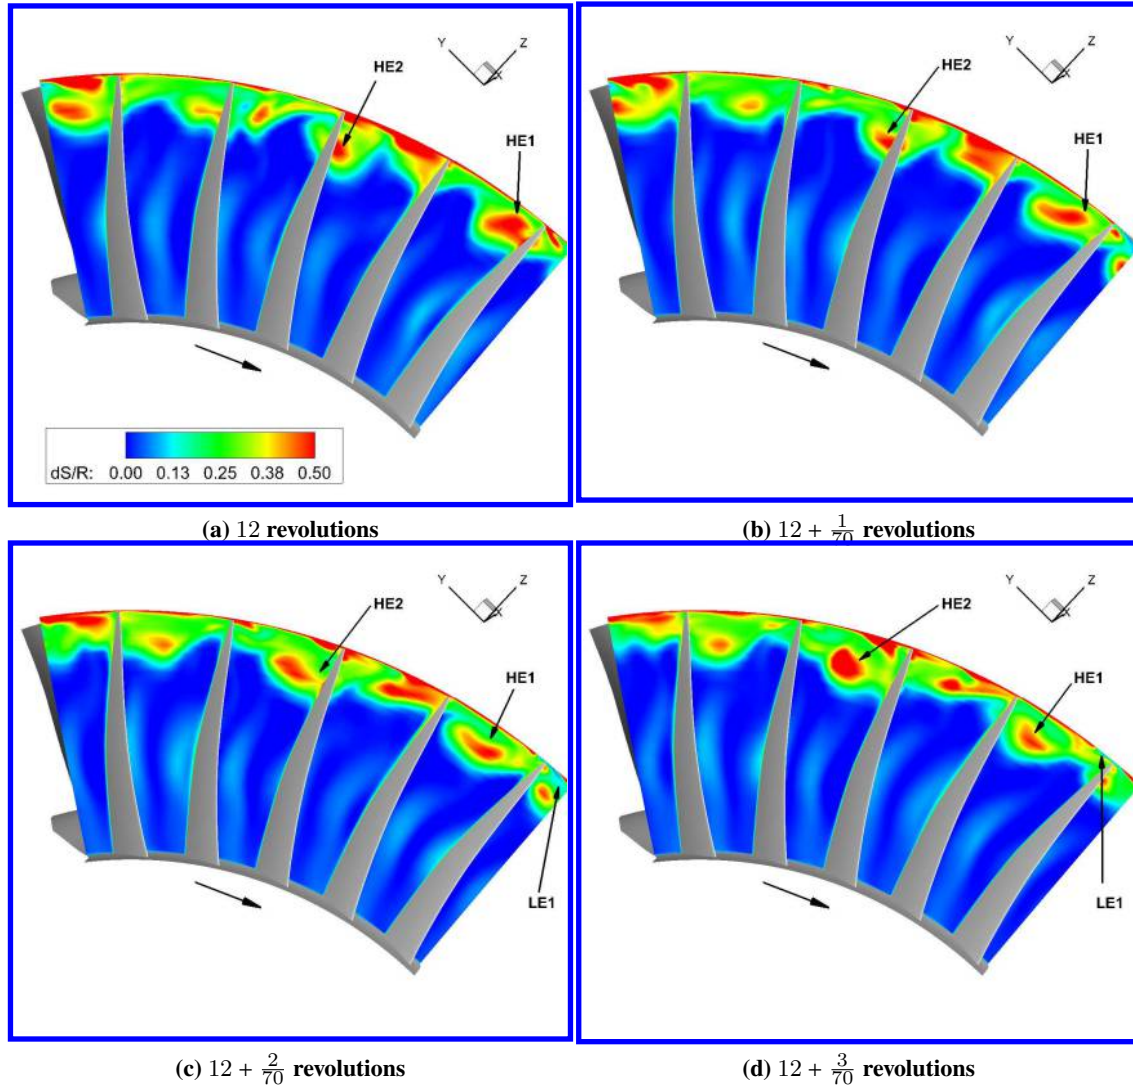 Y Z
X
HE2
HE1
dS/R: 0.00 0.13 0.25 0.38 0.50
(a) 12 revolutions
Y Z
X
HE2
HE1
(b) 12 + 1/70 revolutions
Y Z
X
HE2
HE1
LE1
(c) 12 + 2/70 revolutions
Y Z
X
HE2
HE1
LE1
(d) 12 + 3/70 revolutions